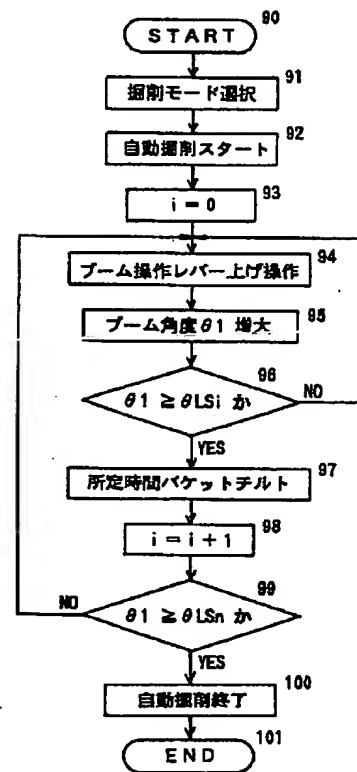 90
START
91
掘削モード選択
92
自動掘削スタート
93
i = 0
94
ブーム操作レバー上げ操作
95
ブーム角度θ1 増大
96
θ1 ≧ θLSi か
NO
YES
97
所定時間バケットチルト
98
i = i + 1
99
NO
θ1 ≧ θLSn か
YES
100
自動掘削終了
101
END